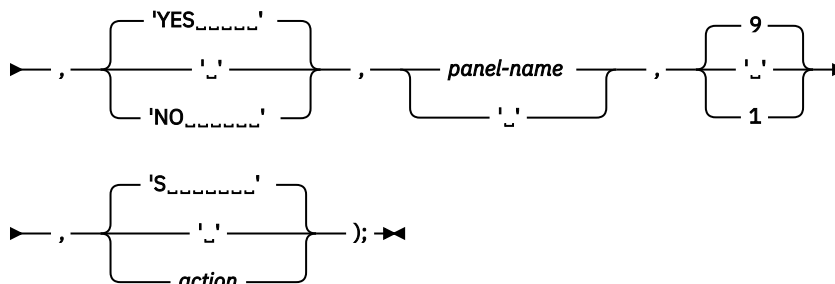 'YES␣␣␣␣␣'
, '␣' , panel-name , 9 '␣'
'NO␣␣␣␣␣␣' '␣' 1
'S␣␣␣␣␣␣␣'
, '␣' );
action